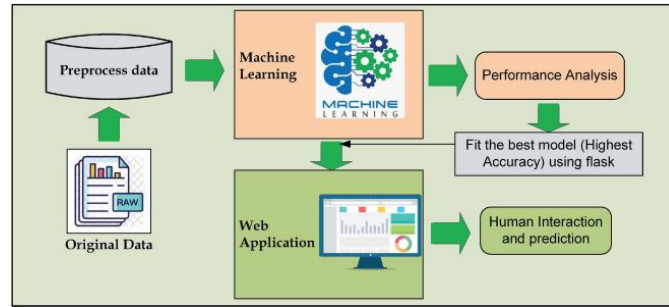 Preprocess data
Machine
Learning
MACHINE
LEARNING
Performance Analysis
Fit the best model (Highest
Accuracy) using flask
RAW
Original Data
Web
Application
Human Interaction
and prediction